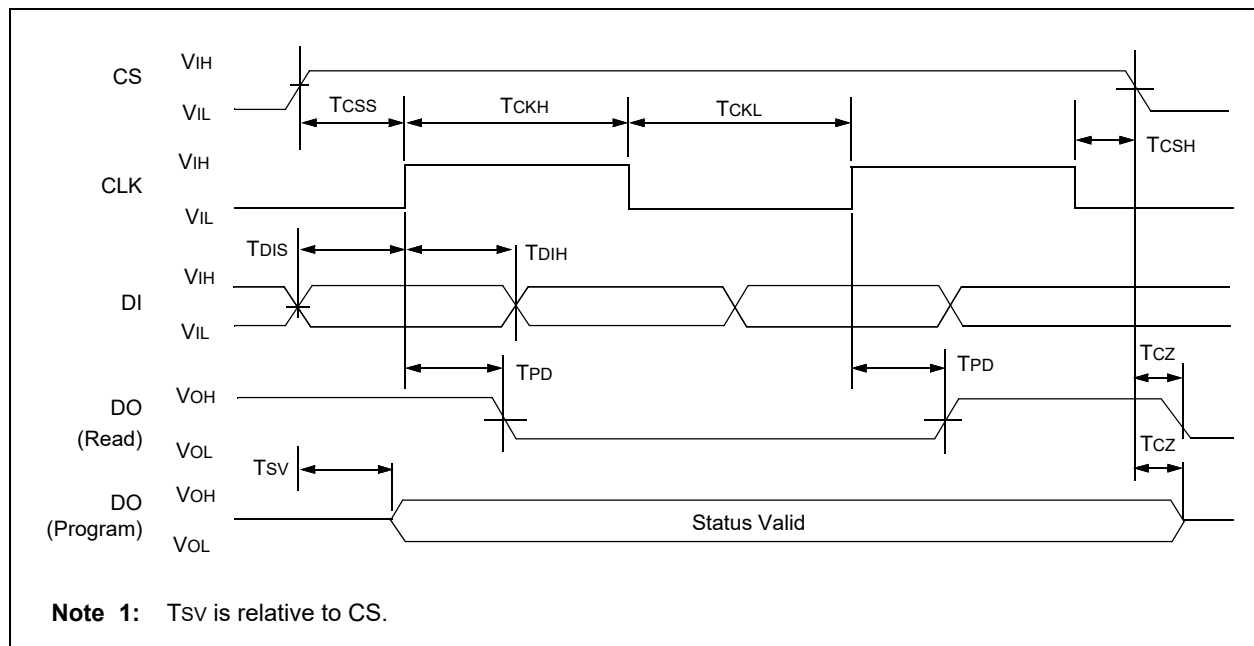 CS
VIH
VIL
TCSS
TCKH
TCKL
TCSH
CLK
VIH
VIL
TDIS
TDIH
DI
VIH
VIL
TPD
TPD
TCZ
DO
(Read)
VOH
VOL
TSV
TCZ
DO
(Program)
VOH
VOL
Status Valid
Note 1: TSV is relative to CS.